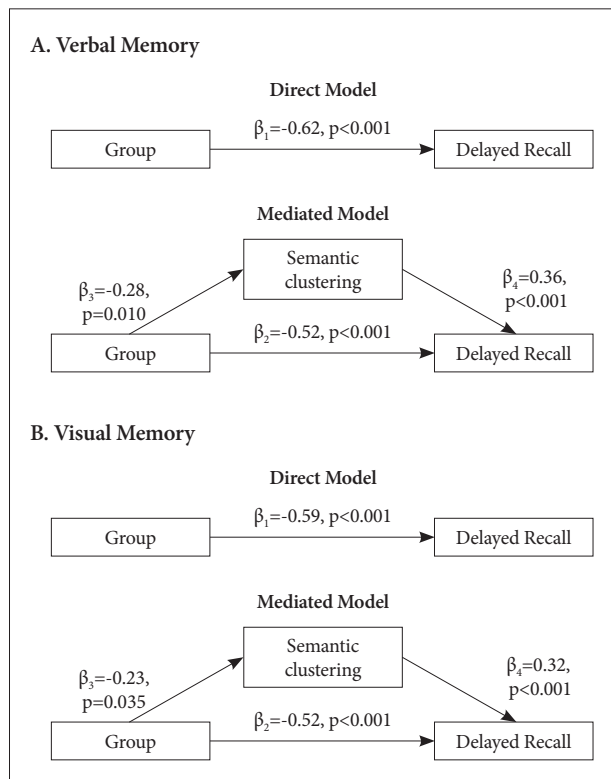 A. Verbal Memory
Direct Model
β₁=-0.62, p<0.001
Group
Delayed Recall
Mediated Model
Semantic
clustering
β₃=-0.28,
p=0.010
β₄=0.36,
p<0.001
β₂=-0.52, p<0.001
Group
Delayed Recall
B. Visual Memory
Direct Model
β₁=-0.59, p<0.001
Group
Delayed Recall
Mediated Model
Semantic
clustering
β₃=-0.23,
p=0.035
β₄=0.32,
p<0.001
β₂=-0.52, p<0.001
Group
Delayed Recall